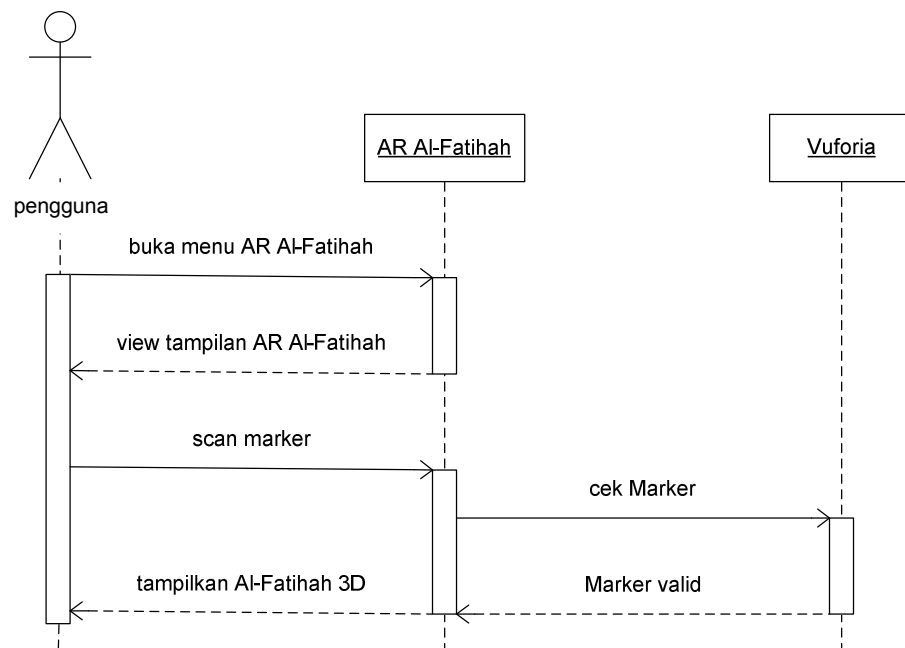 AR Al-Fatihah
Vuforia
pengguna
buka menu AR Al-Fatihah
view tampilan AR Al-Fatihah
scan marker
cek Marker
tampilkan Al-Fatihah 3D
Marker valid